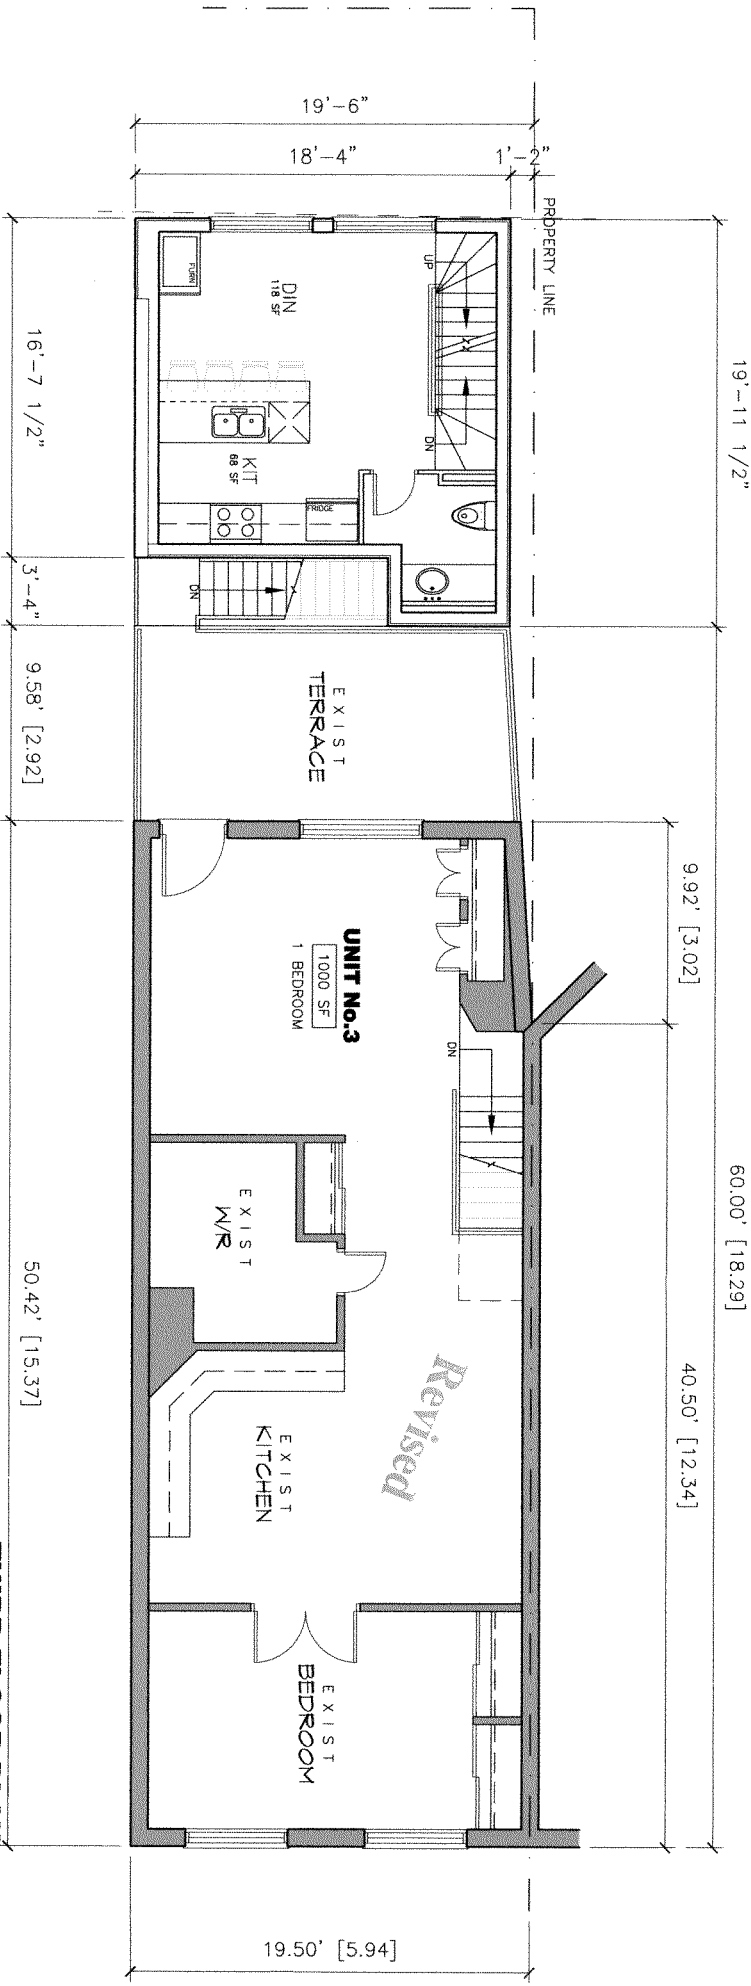 19'-6"
18'-4"
1'-2"
PROPERTY LINE
19'-11 1/2"
16'-7 1/2"
3'-4"
9.58' [2.92]
50.42' [15.37]
9.92' [3.02]
60.00' [18.29]
40.50' [12.34]
19.50' [5.94]
UP
DN
FURN
DIN
118 SF
KIT
68 SF
FRIDGE
DN
EXIST
TERRACE
UNIT No.3
1000 SF
1 BEDROOM
DN
EXIST
W/R
Revised
EXIST
KITCHEN
EXIST
BEDROOM